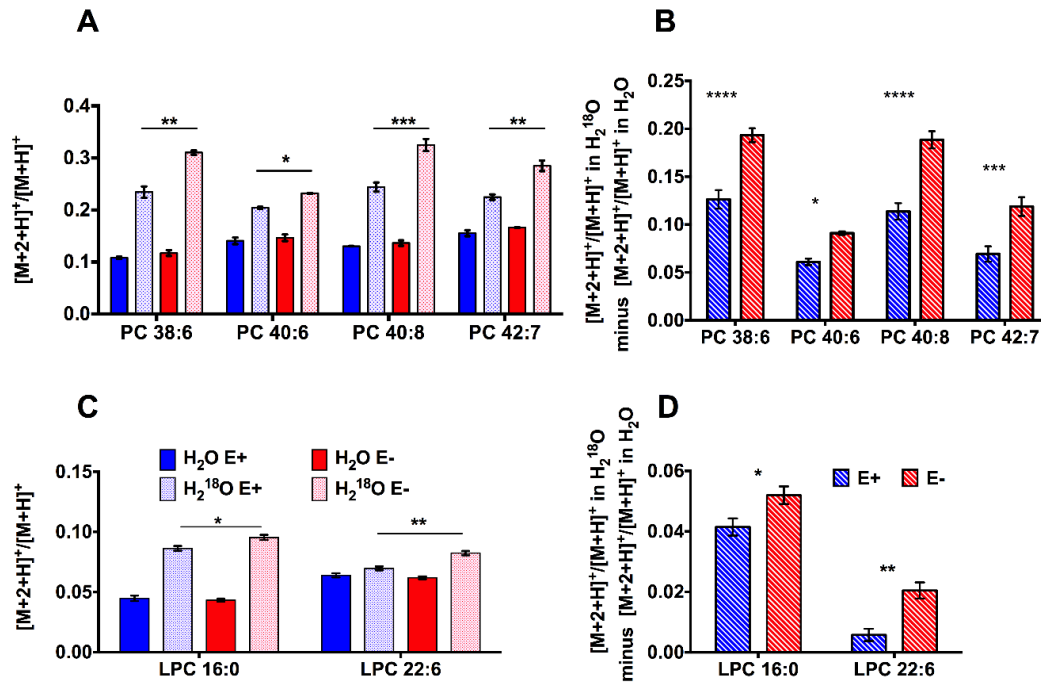 A
[M+2+H]⁺/[M+H]⁺
0.4
0.3
0.2
0.1
0.0
**
*
***
**
PC 38:6
PC 40:6
PC 40:8
PC 42:7
B
[M+2+H]⁺/[M+H]⁺ in H₂¹⁸O
minus [M+2+H]⁺/[M+H]⁺ in H₂O
0.25
0.20
0.15
0.10
0.05
0.00
****
*
****
***
PC 38:6
PC 40:6
PC 40:8
PC 42:7
C
[M+2+H]⁺/[M+H]⁺
0.15
0.10
0.05
0.00
H₂O E+
H₂O E-
H₂¹⁸O E+
H₂¹⁸O E-
*
**
LPC 16:0
LPC 22:6
D
[M+2+H]⁺/[M+H]⁺ in H₂¹⁸O
minus [M+2+H]⁺/[M+H]⁺ in H₂O
0.06
0.04
0.02
0.00
E+
E-
*
**
LPC 16:0
LPC 22:6